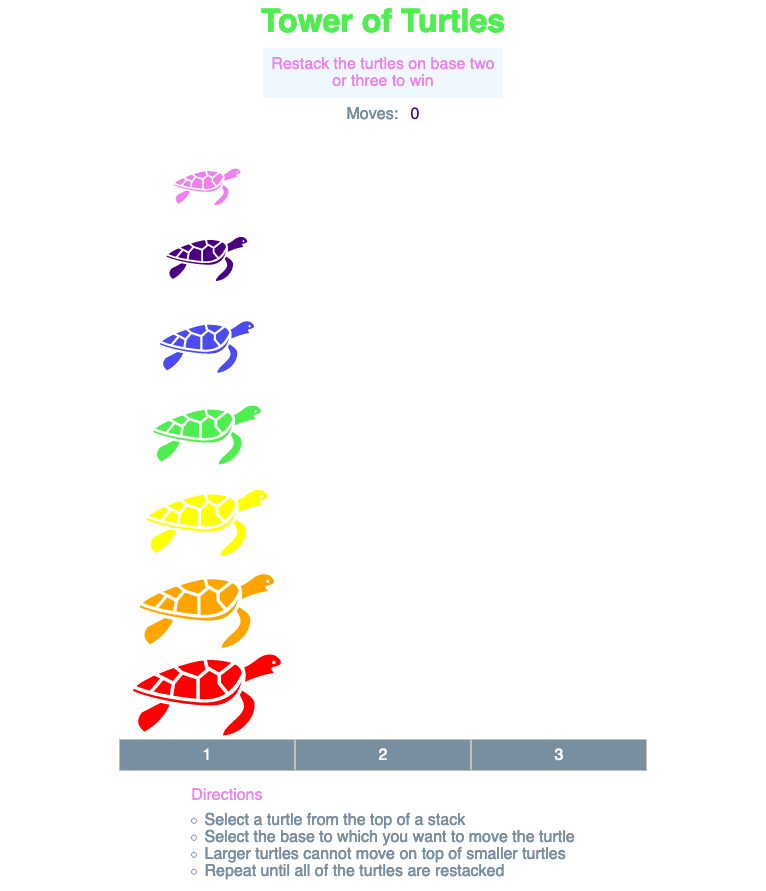 Tower of Turtles
Restack the turtles on base two
or three to win
Moves: 0
1 2 3
Directions
Select a turtle from the top of a stack
Select the base to which you want to move the turtle
Larger turtles cannot move on top of smaller turtles
Repeat until all of the turtles are restacked